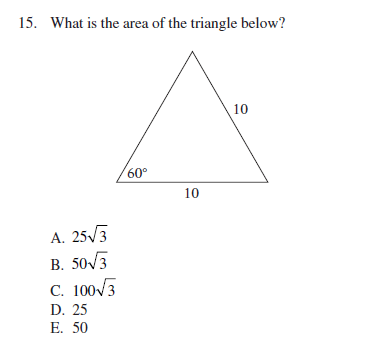 15. What is the area of the triangle below?
10
60°
10
A. 25√3
B. 50√3
C. 100√3
D. 25
E. 50